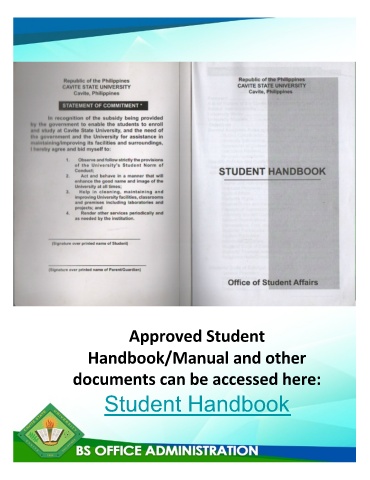 Republic of the Philippines
CAVITE STATE UNIVERSITY
Cavite, Philippines
STATEMENT OF COMMITMENT *
In recognition of the subsidy being provided
by the government to enable the students to enroll
and study at Cavite State University, and the need of
the government and the University for assistance in
maintaining/improving its facilities and surroundings,
I hereby agree and bid myself to:
1. Observe and follow strictly the provisions
of the University's Student Norm of
Conduct;
2. Act and behave in a manner that will
enhance the good name and image of the
University at all times;
3. Help in cleaning, maintaining and
improving University facilities, classrooms
and premises including laboratories and
projects; and
4. Render other services periodically and
as needed by the institution.
(Signature over printed name of Student)
(Signature over printed name of Parent/Guardian)
Republic of the Philippines
CAVITE STATE UNIVERSITY
Cavite, Philippines
STUDENT HANDBOOK
Office of Student Affairs
Approved Student
Handbook/Manual and other
documents can be accessed here:
Student Handbook
BS OFFICE ADMINISTRATION